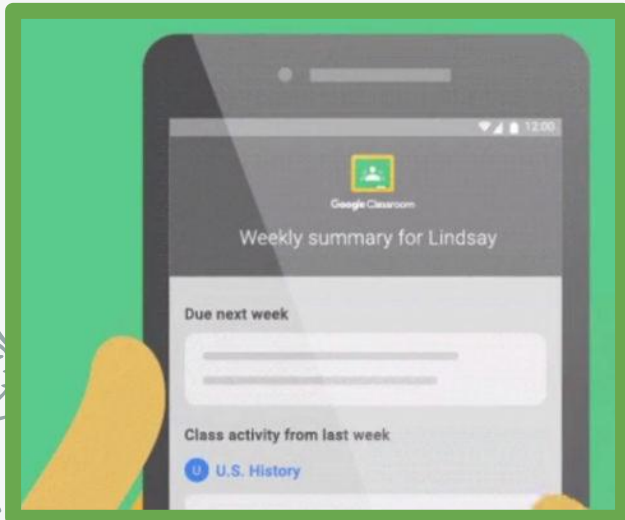 12:00
Google Classroom
Weekly summary for Lindsay
Due next week
Class activity from last week
U U.S. History